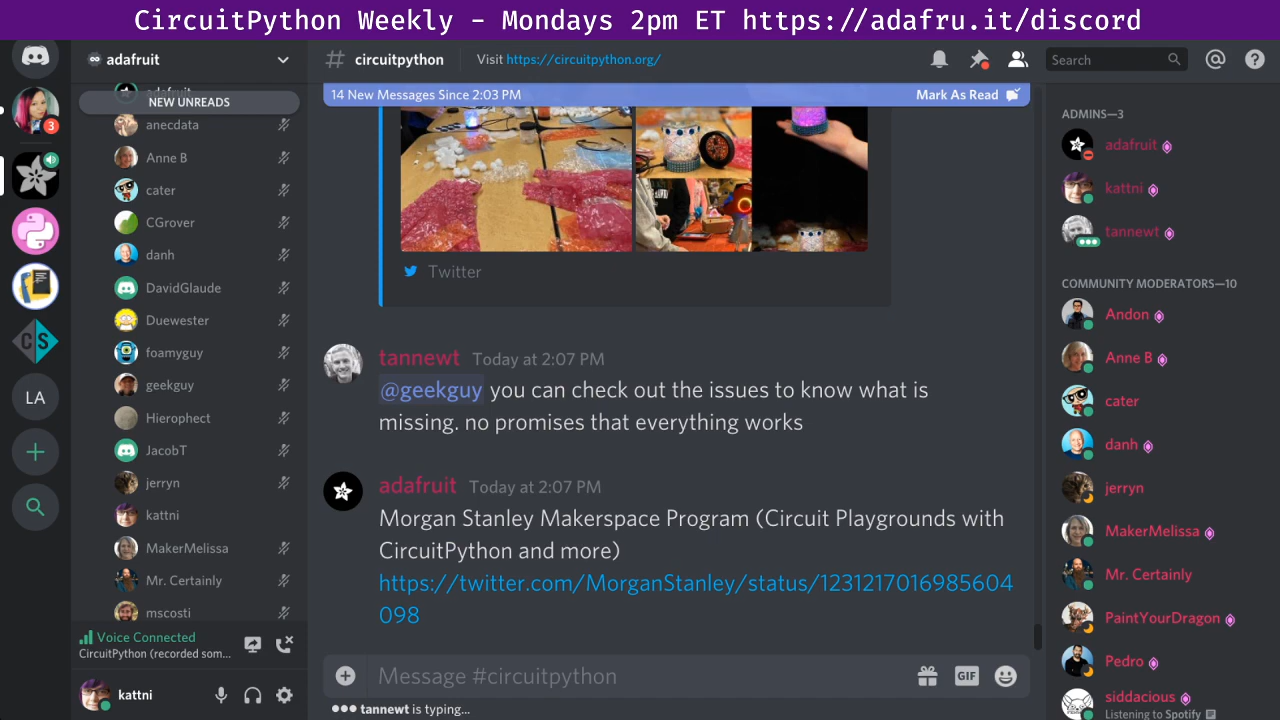 CircuitPython Weekly - Mondays 2pm ET https://adafru.it/discord
adafruit
NEW UNREADS
anecdata
Anne B
cater
CGrover
danh
DavidGlaude
Duewester
foamyguy
geekguy
Hierophect
JacobT
jerryn
kattni
MakerMelissa
Mr. Certainly
mscosti
Voice Connected
CircuitPython (recorded som...
kattni
3
LA
# circuitpython
Visit https://circuitpython.org/
Search
14 New Messages Since 2:03 PM
Mark As Read
Twitter
tannewt Today at 2:07 PM
@geekguy you can check out the issues to know what is
missing. no promises that everything works
adafruit Today at 2:07 PM
Morgan Stanley Makerspace Program (Circuit Playgrounds with
CircuitPython and more)
https://twitter.com/MorganStanley/status/1231217016985604
098
Message #circuitpython
GIF
tannewt is typing...
ADMINS—3
adafruit
kattni
tannewt
COMMUNITY MODERATORS—10
Andon
Anne B
cater
danh
jerryn
MakerMelissa
Mr. Certainly
PaintYourDragon
Pedro
siddacious
Listening to Spotify